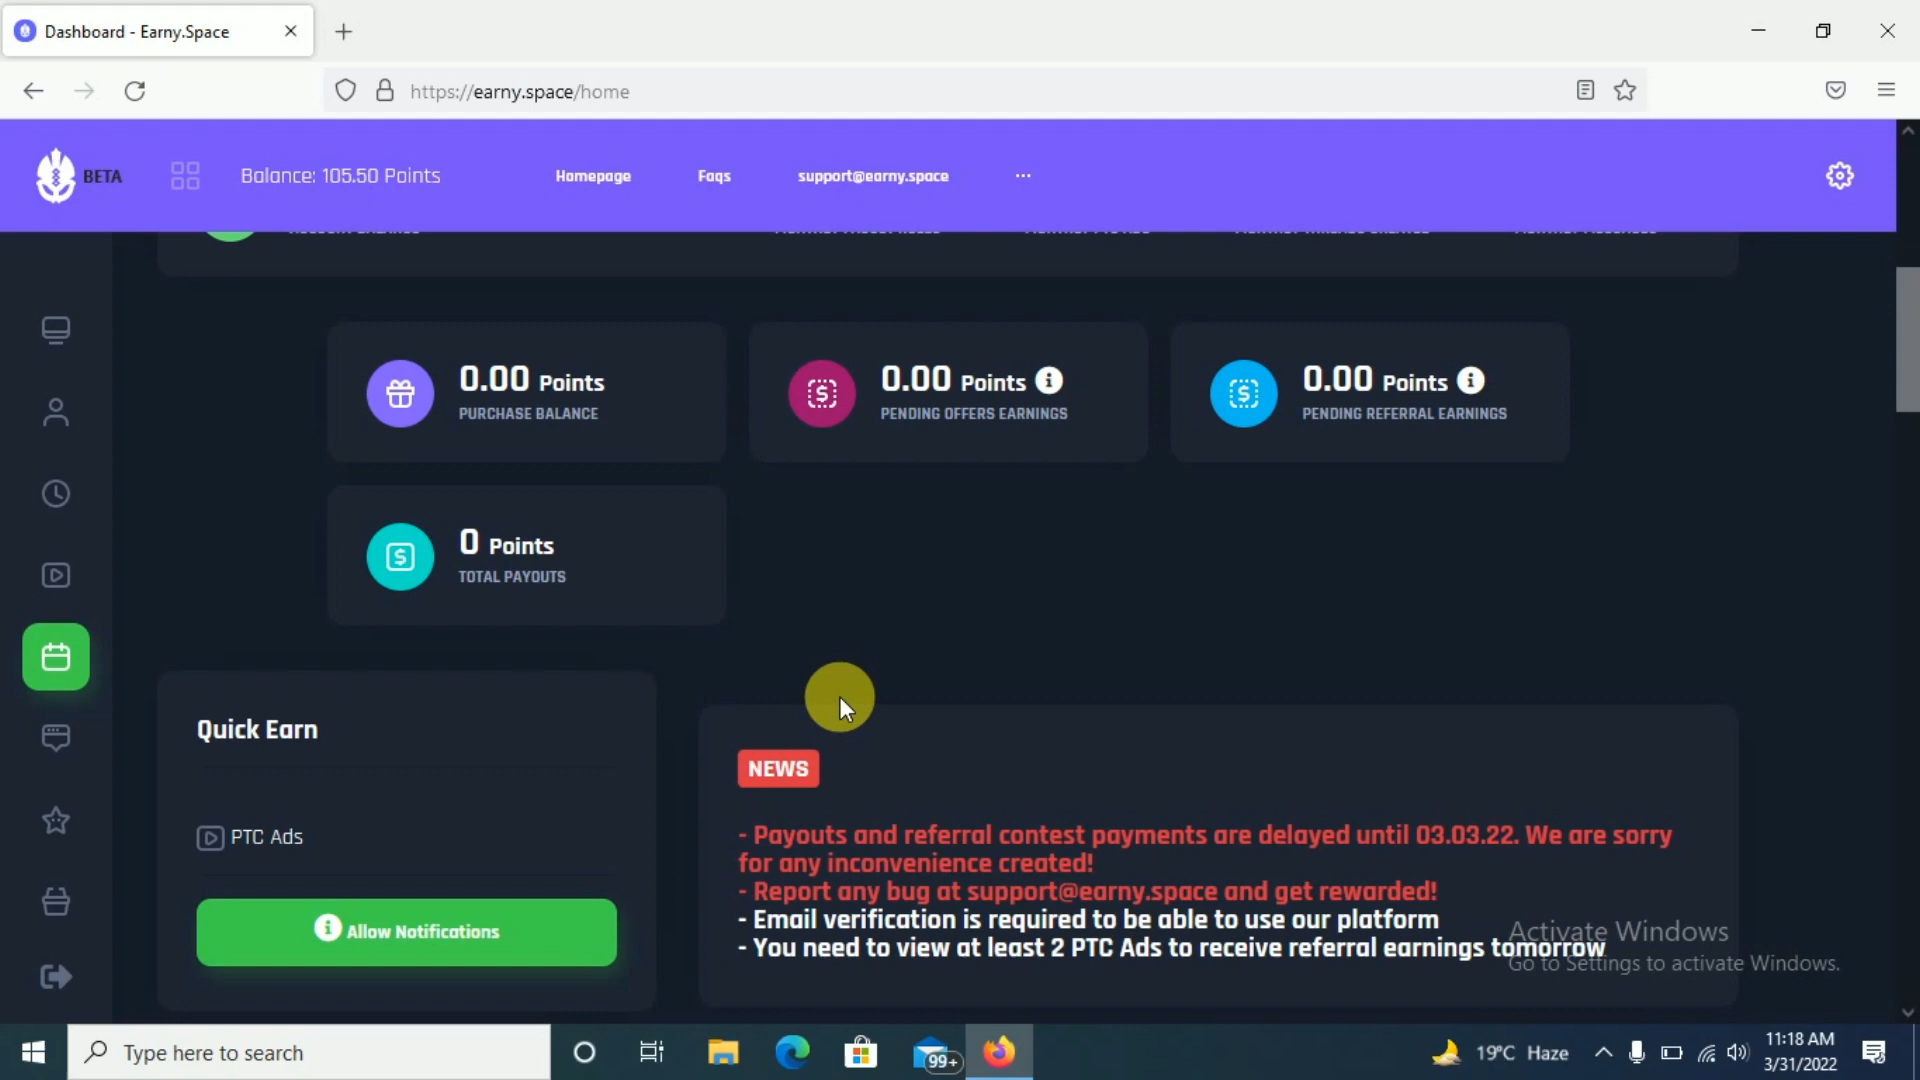 Dashboard - Earny.Space
https://earny.space/home
BETA
Balance: 105.50 Points
Homepage
Faqs
support@earny.space
0.00 Points
PURCHASE BALANCE
0.00 Points
PENDING OFFERS EARNINGS
0.00 Points
PENDING REFERRAL EARNINGS
0 Points
TOTAL PAYOUTS
Quick Earn
PTC Ads
Allow Notifications
NEWS
- Payouts and referral contest payments are delayed until 03.03.22. We are sorry
for any inconvenience created!
- Report any bug at support@earny.space and get rewarded!
- Email verification is required to be able to use our platform
- You need to view at least 2 PTC Ads to receive referral earnings tomorrow
Activate Windows
Go to Settings to activate Windows.
Type here to search
99+
19°C Haze
11:18 AM
3/31/2022